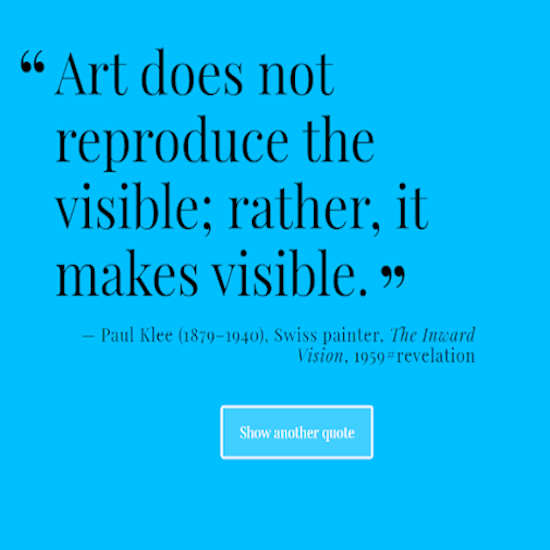 “ Art does not
reproduce the
visible; rather, it
makes visible. ”
— Paul Klee (1879–1940), Swiss painter, The Inward
Vision, 1959#revelation
Show another quote